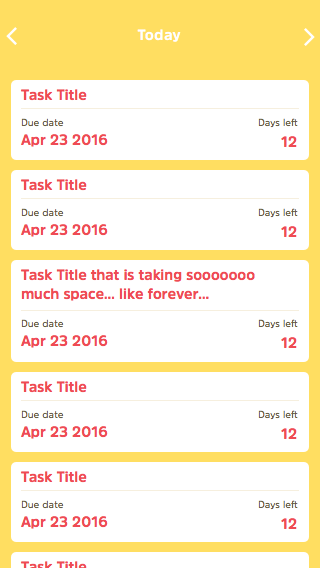 Today
Task Title
Due date Days left
Apr 23 2016 12
Task Title
Due date Days left
Apr 23 2016 12
Task Title that is taking sooooooo
much space... like forever...
Due date Days left
Apr 23 2016 12
Task Title
Due date Days left
Apr 23 2016 12
Task Title
Due date Days left
Apr 23 2016 12
Task Title